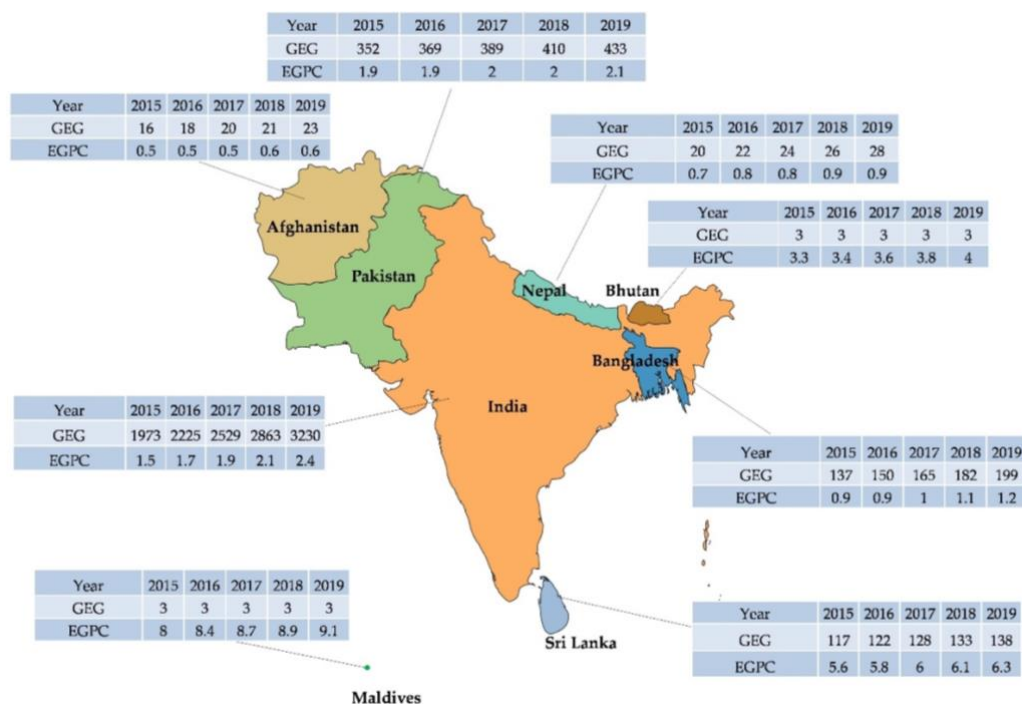 Year 2015 2016 2017 2018 2019
GEG 352 369 389 410 433
EGPC 1.9 1.9 2 2 2.1
Year 2015 2016 2017 2018 2019
GEG 16 18 20 21 23
EGPC 0.5 0.5 0.5 0.6 0.6
Year 2015 2016 2017 2018 2019
GEG 20 22 24 26 28
EGPC 0.7 0.8 0.8 0.9 0.9
Year 2015 2016 2017 2018 2019
GEG 3 3 3 3 3
EGPC 3.3 3.4 3.6 3.8 4
Afghanistan
Pakistan
Nepal
Bhutan
Bangladesh
India
Year 2015 2016 2017 2018 2019
GEG 1973 2225 2529 2863 3230
EGPC 1.5 1.7 1.9 2.1 2.4
Year 2015 2016 2017 2018 2019
GEG 137 150 165 182 199
EGPC 0.9 0.9 1 1.1 1.2
Year 2015 2016 2017 2018 2019
GEG 3 3 3 3 3
EGPC 8 8.4 8.7 8.9 9.1
Year 2015 2016 2017 2018 2019
GEG 117 122 128 133 138
EGPC 5.6 5.8 6 6.1 6.3
Sri Lanka
Maldives